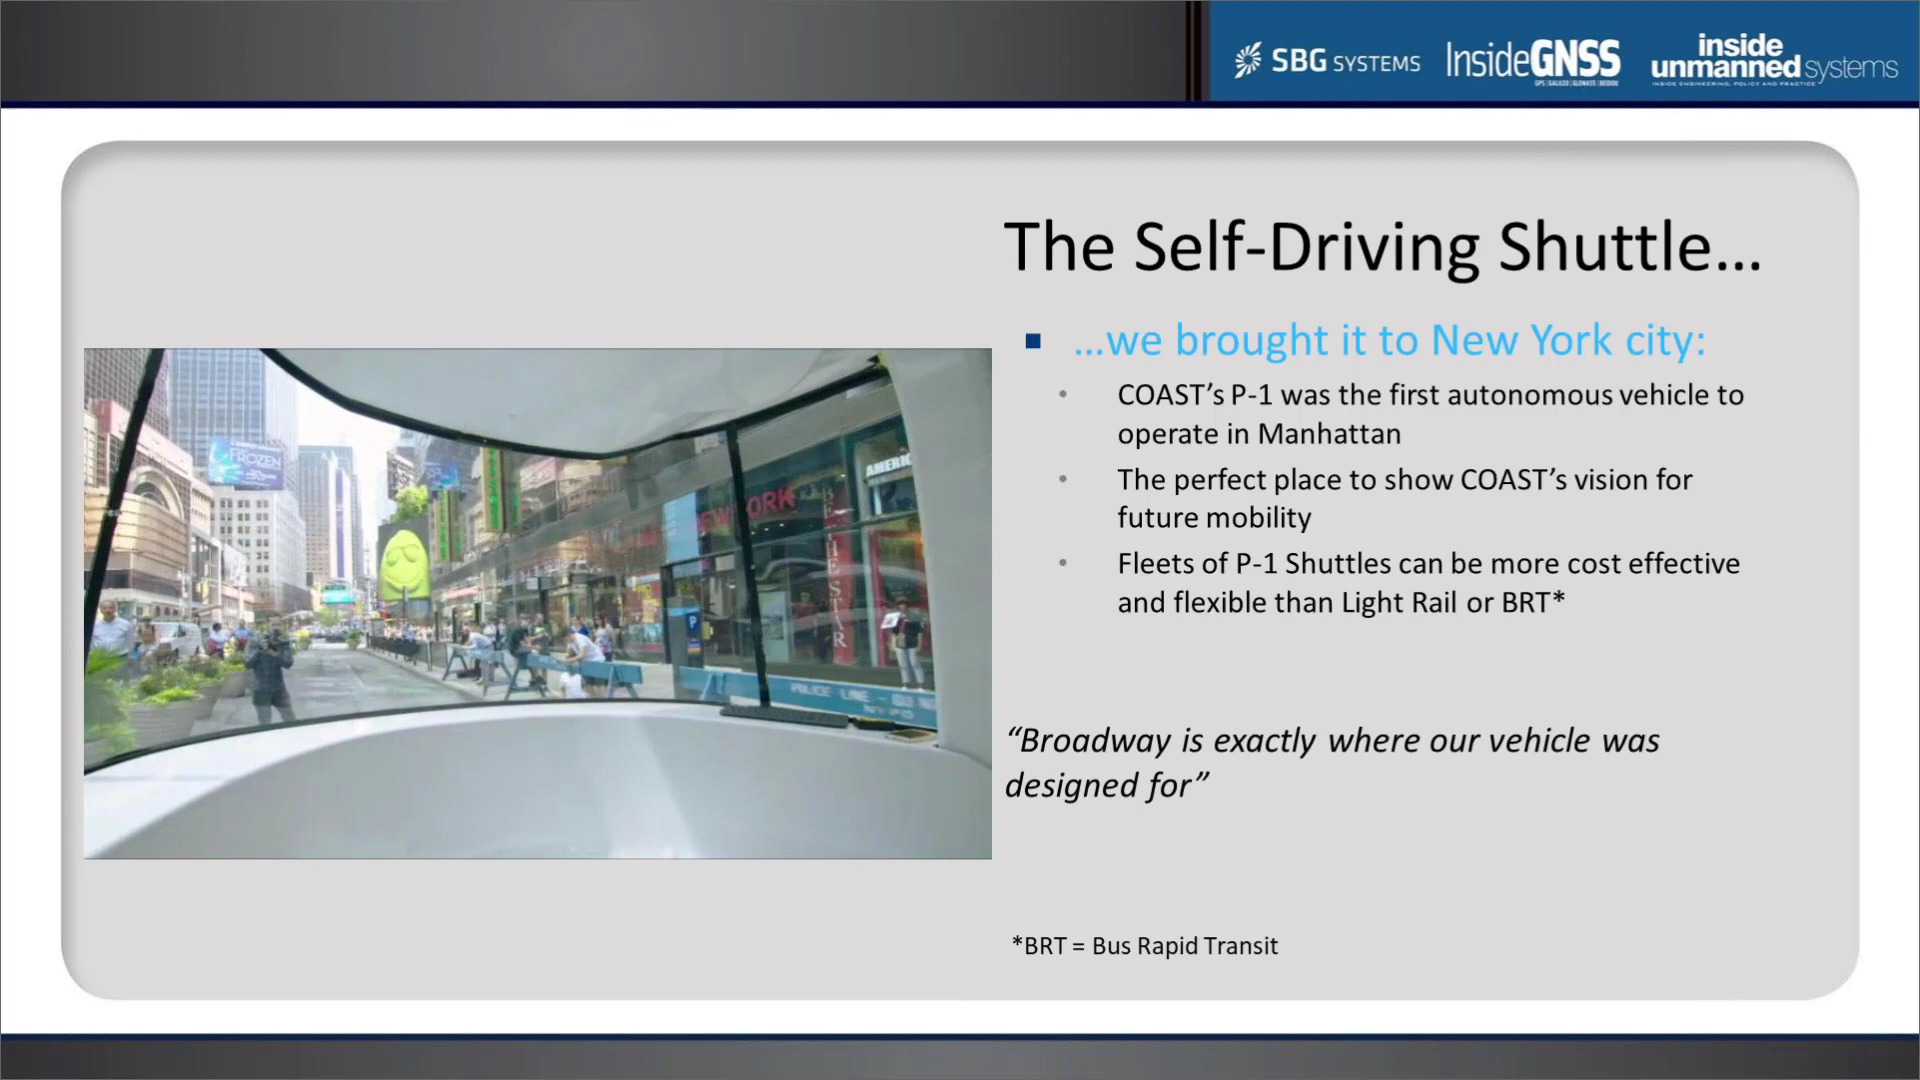 SBG SYSTEMS
InsideGNSS
GPS | GALILEO | GLONASS | BEIDOU
inside
unmanned systems
INSIDE ENGINEERING, POLICY AND PRACTICE
The Self-Driving Shuttle...
...we brought it to New York city:
COAST’s P-1 was the first autonomous vehicle to
operate in Manhattan
The perfect place to show COAST’s vision for
future mobility
Fleets of P-1 Shuttles can be more cost effective
and flexible than Light Rail or BRT*
“Broadway is exactly where our vehicle was
designed for”
*BRT = Bus Rapid Transit
FROZEN
P
POLICE LINE
NYPD